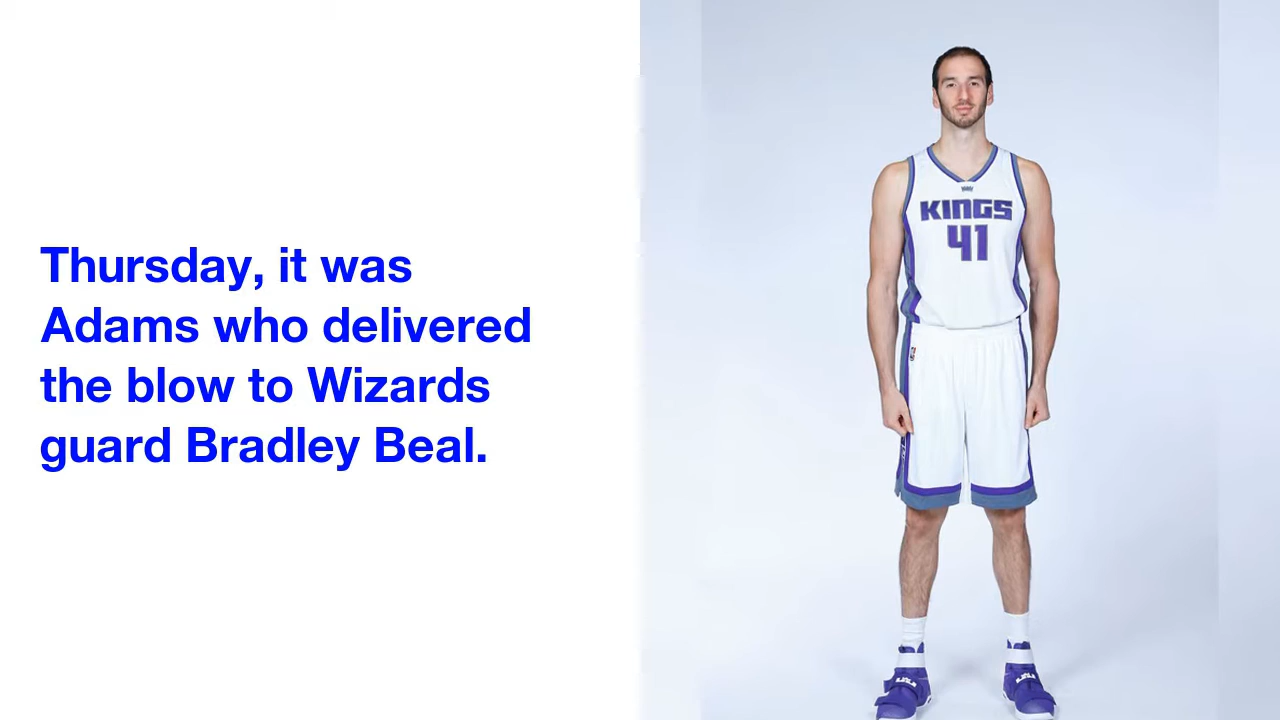 Thursday, it was
Adams who delivered
the blow to Wizards
guard Bradley Beal.
KINGS
41